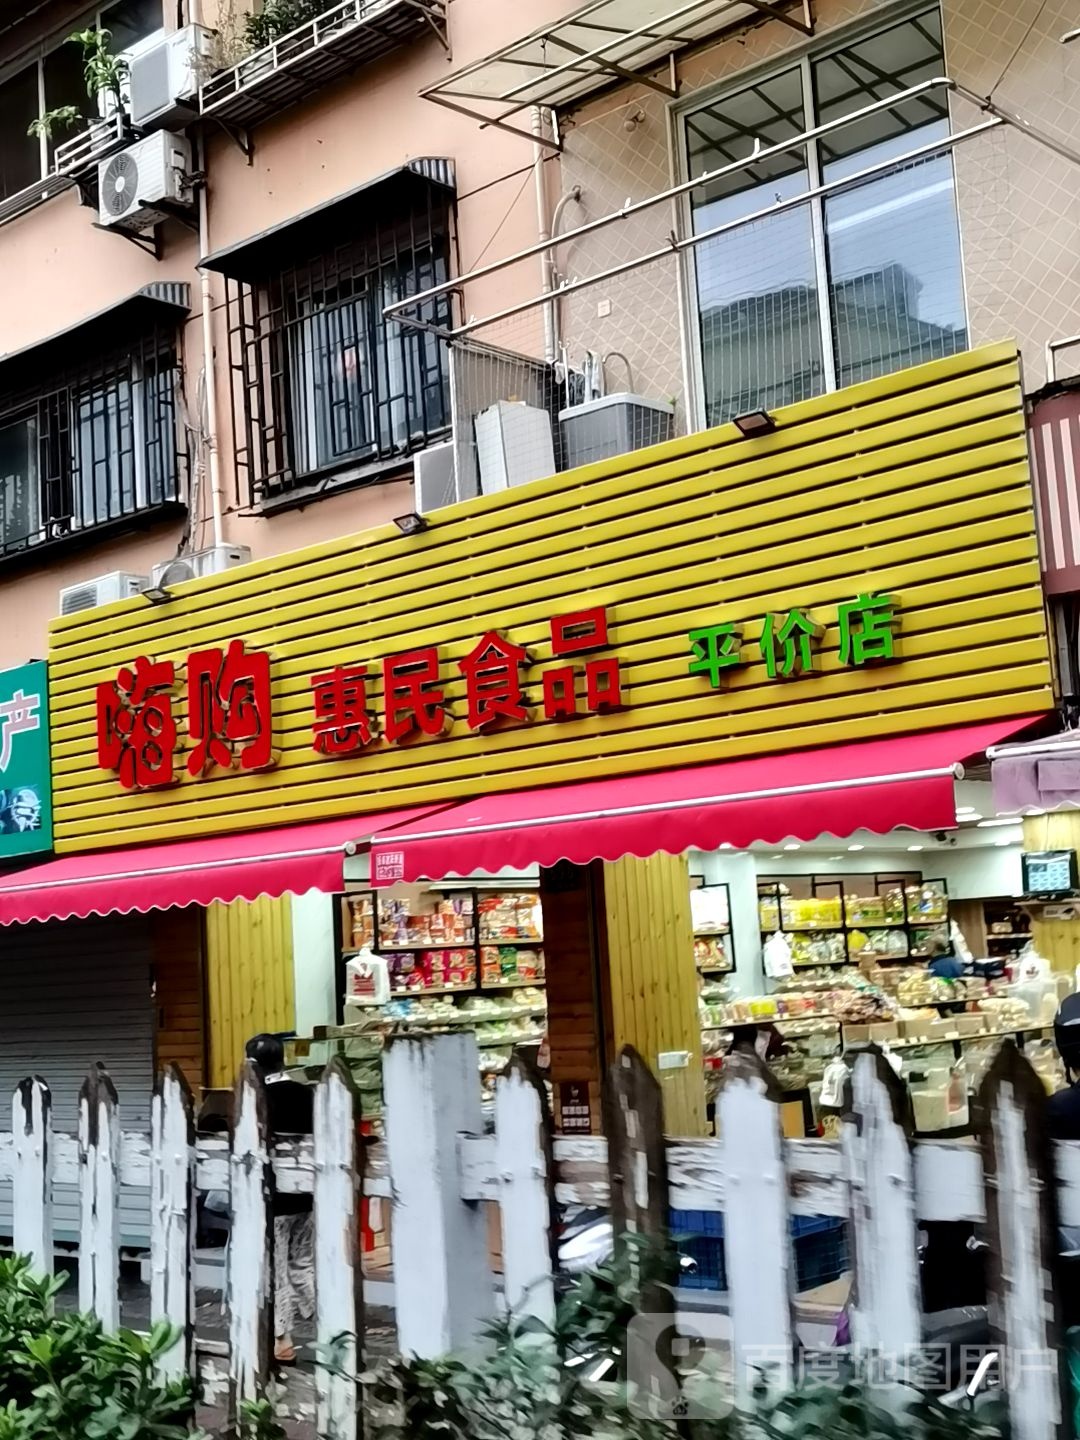 产
嗨购 惠民食品 平价店
百度地图用户